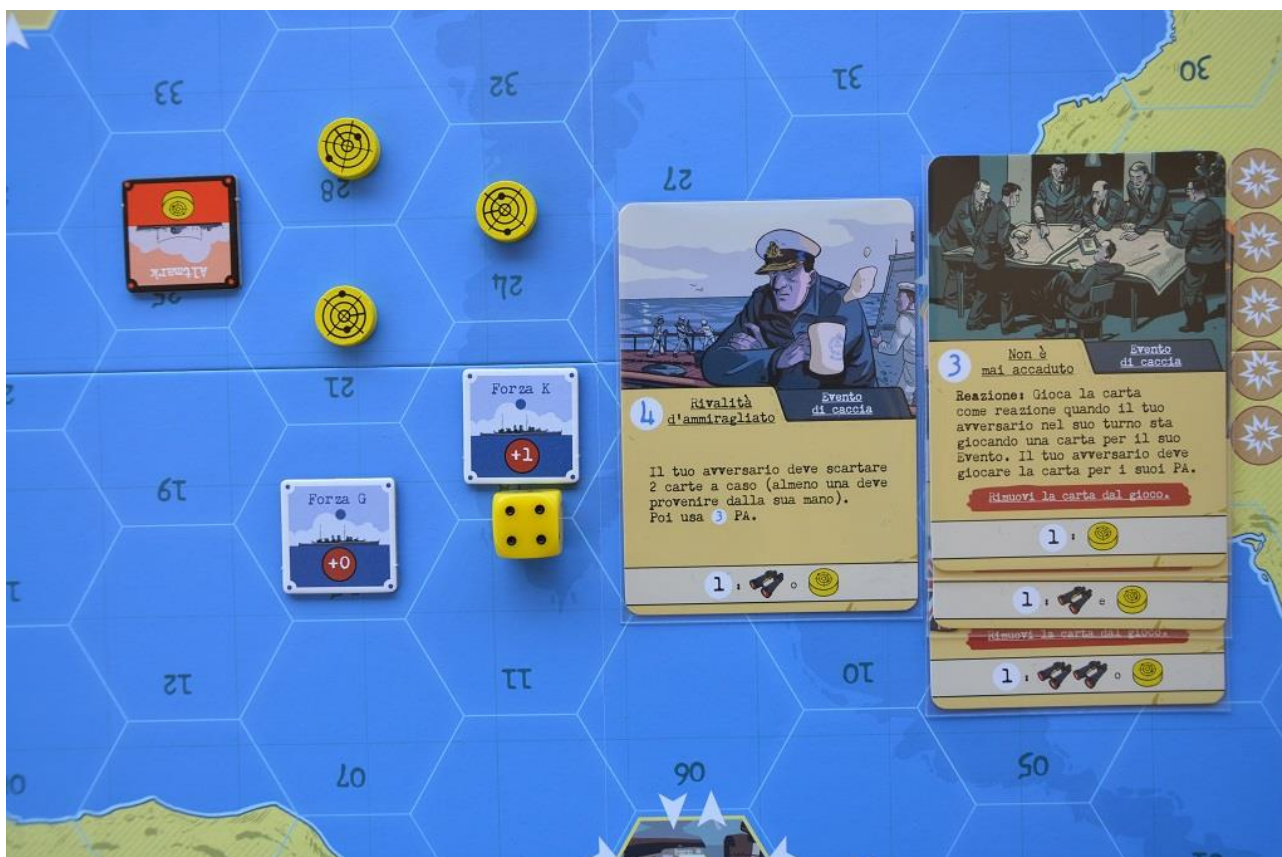 33
32
31
30
28
27
Altmark
25
24
21
Forza K
+1
19
Forza G
+0
12
11
10
07
06
05
4
Rivalità
d'ammiragliato
Evento
di caccia
Il tuo avversario deve scartare
2 carte a caso (almeno una deve
provenire dalla sua mano).
Poi usa 3 PA.
1 : o
3
Non è
mai accaduto
Evento
di caccia
Reazione: Gioca la carta
come reazione quando il tuo
avversario nel suo turno sta
giocando una carta per il suo
Evento. Il tuo avversario deve
giocare la carta per i suoi PA.
Rimuovi la carta dal gioco.
1 :
1 : e
Rimuovi la carta dal gioco.
1 : o